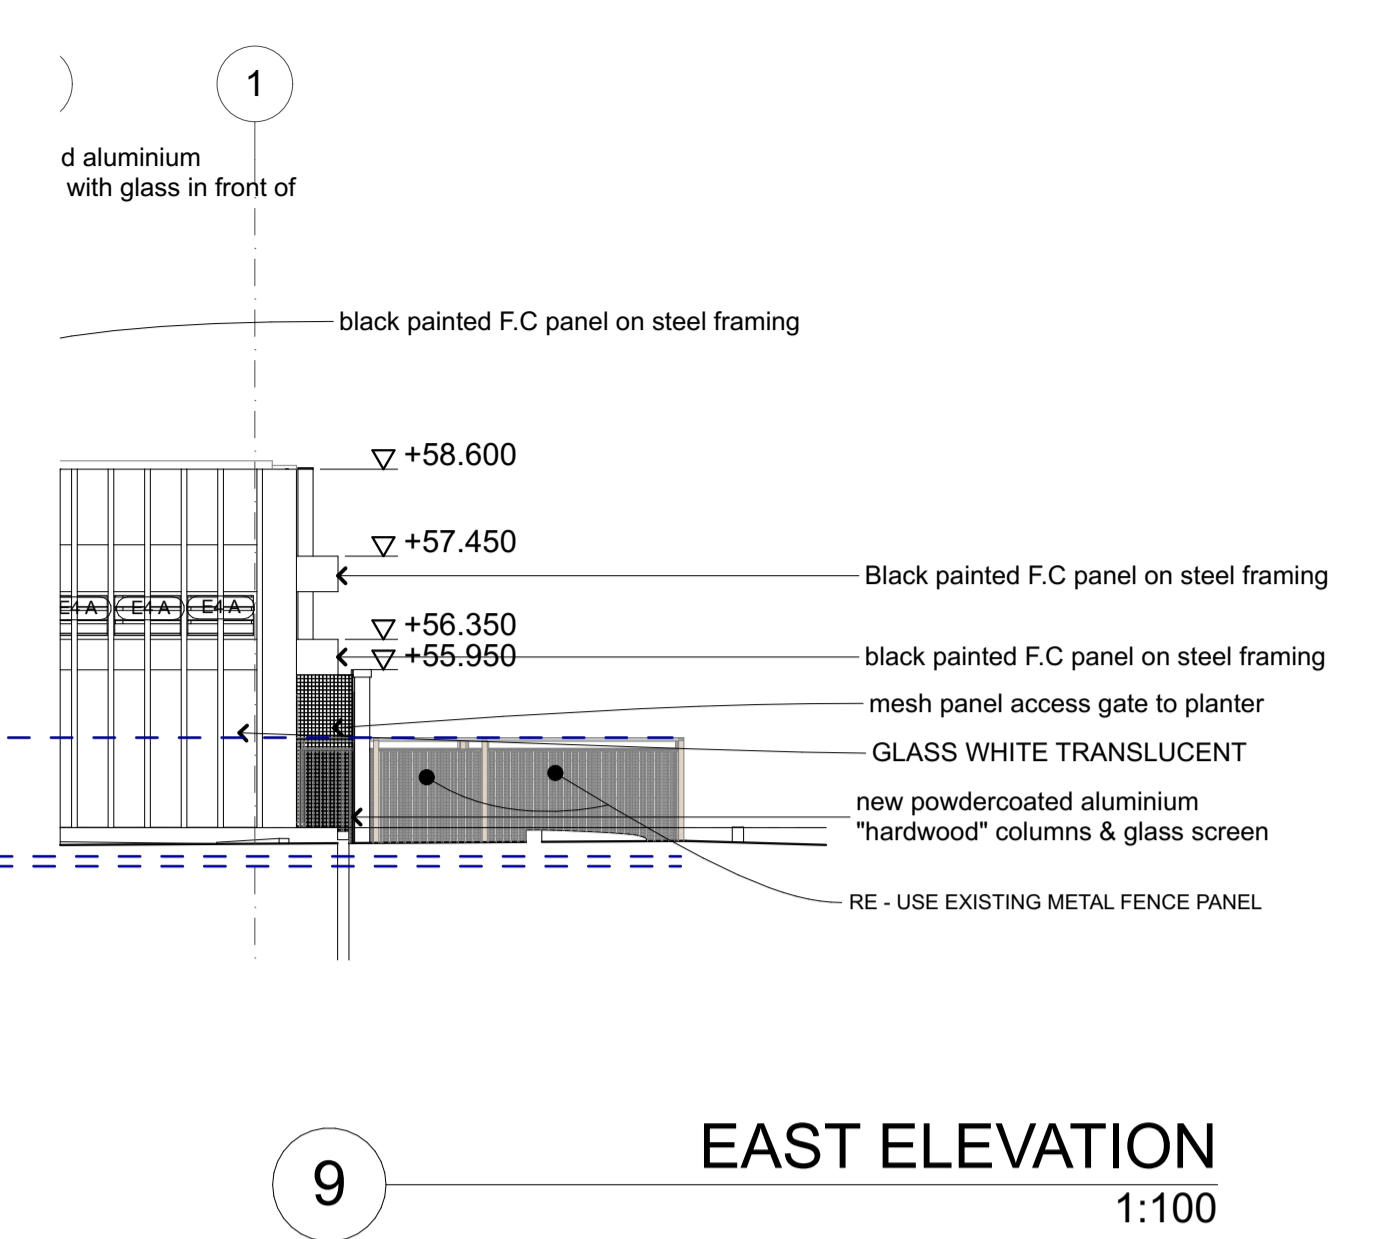 1
d aluminium
with glass in front of
black painted F.C panel on steel framing
+58.600
+57.450
Black painted F.C panel on steel framing
E4 A
E4 A
E4 A
+56.350
+55.950
black painted F.C panel on steel framing
mesh panel access gate to planter
GLASS WHITE TRANSLUCENT
new powdercoated aluminium
"hardwood" columns & glass screen
RE - USE EXISTING METAL FENCE PANEL
9
EAST ELEVATION
1:100